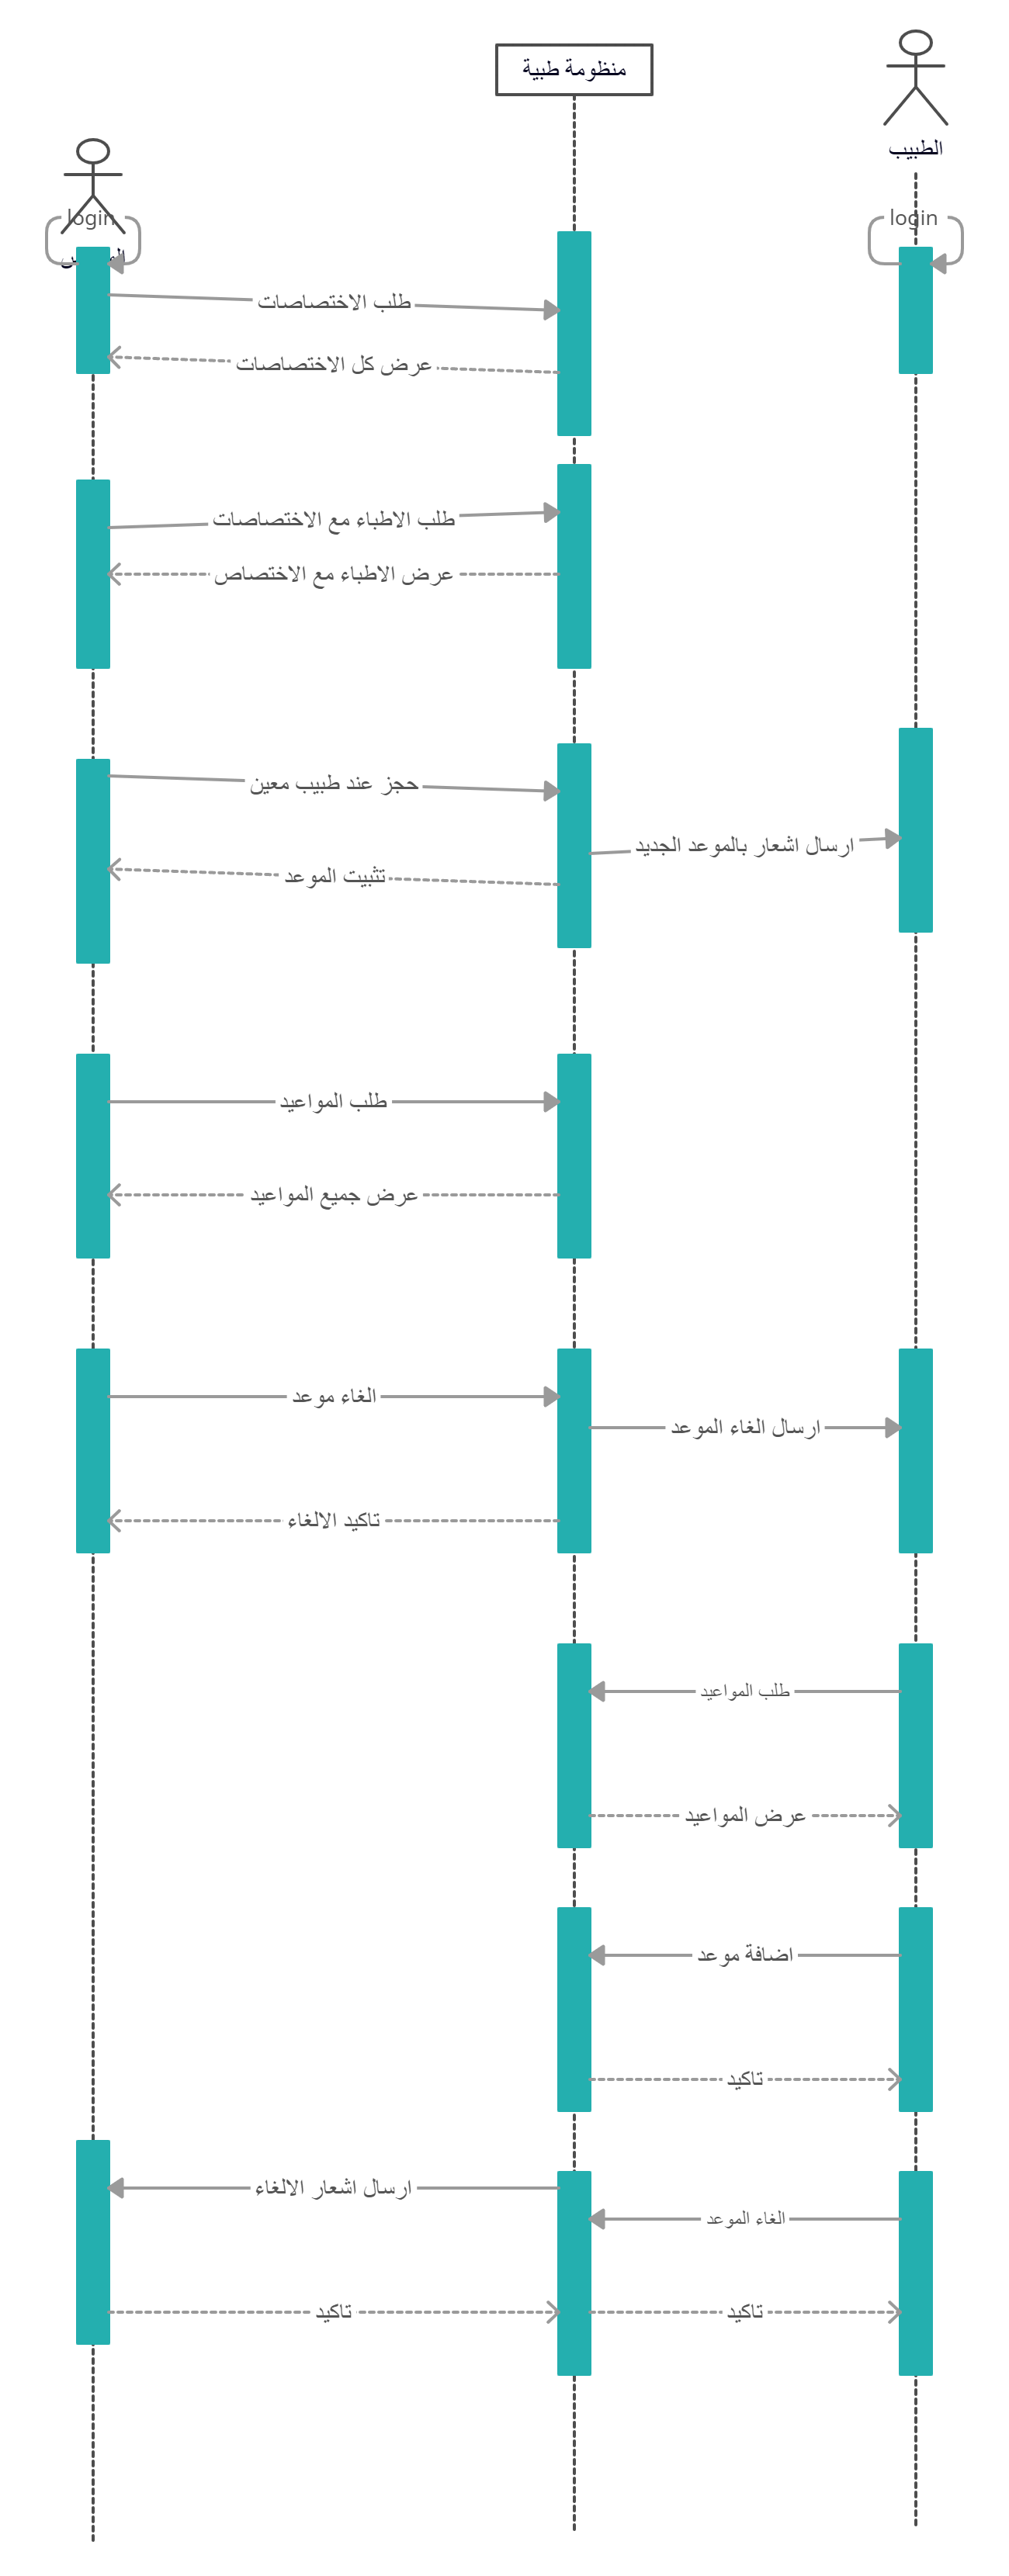 منظومة طبية
الطبيب
login
login
طلب الاختصاصات
عرض كل الاختصاصات
طلب الاطباء مع الاختصاصات
عرض الاطباء مع الاختصاص
حجز عند طبيب معين
ارسال اشعار بالموعد الجديد
تثبيت الموعد
طلب المواعيد
عرض جميع المواعيد
الغاء موعد
ارسال الغاء الموعد
تاكيد الالغاء
طلب المواعيد
عرض المواعيد
اضافة موعد
تاكيد
ارسال اشعار الالغاء
الغاء الموعد
تاكيد
تاكيد